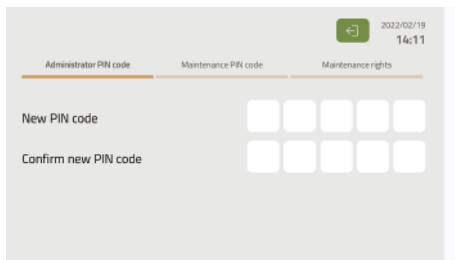 2022/02/19
14:11
Administrator PIN code
Maintenance PIN code
Maintenance rights
New PIN code
Confirm new PIN code